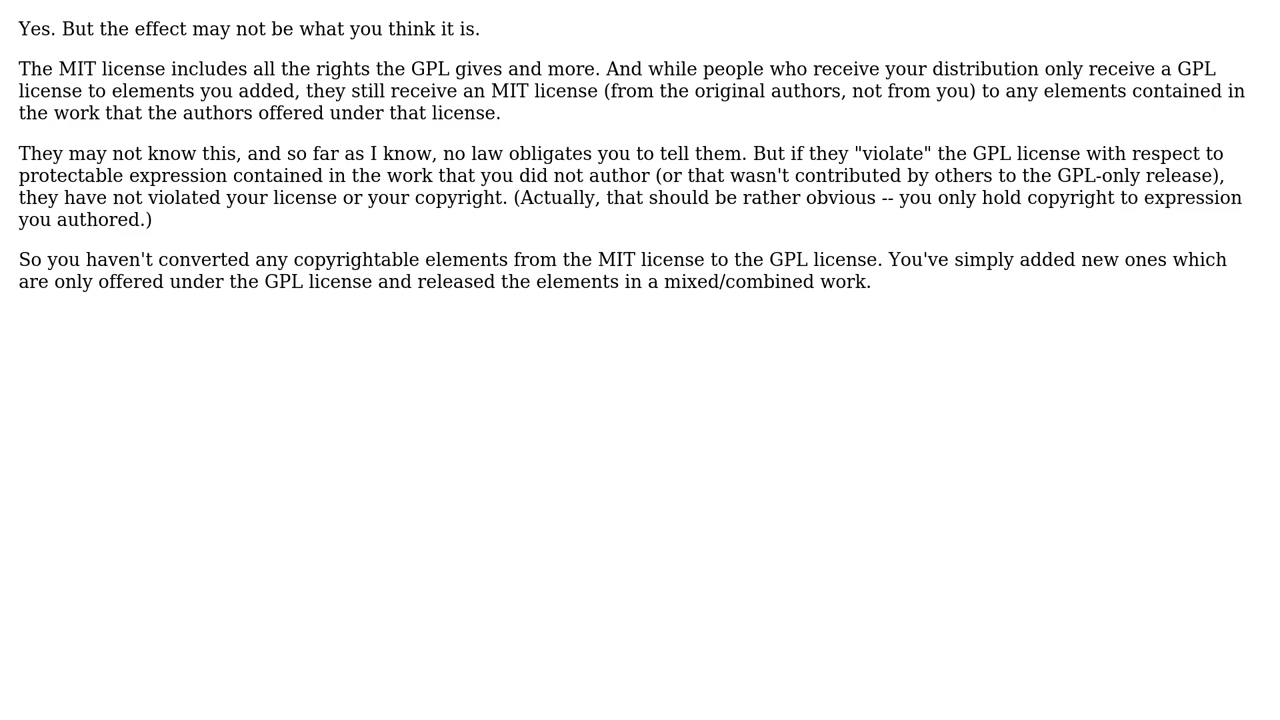 Yes. But the effect may not be what you think it is.
The MIT license includes all the rights the GPL gives and more. And while people who receive your distribution only receive a GPL
license to elements you added, they still receive an MIT license (from the original authors, not from you) to any elements contained in
the work that the authors offered under that license.
They may not know this, and so far as I know, no law obligates you to tell them. But if they "violate" the GPL license with respect to
protectable expression contained in the work that you did not author (or that wasn't contributed by others to the GPL-only release),
they have not violated your license or your copyright. (Actually, that should be rather obvious -- you only hold copyright to expression
you authored.)
So you haven't converted any copyrightable elements from the MIT license to the GPL license. You've simply added new ones which
are only offered under the GPL license and released the elements in a mixed/combined work.